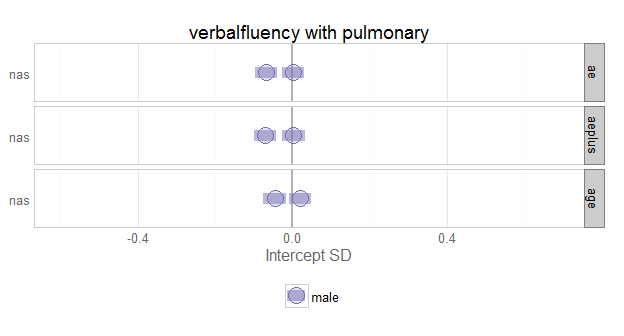 verbalfluency with pulmonary
nas
ae
nas
aeplus
nas
age
-0.4
0.0
0.4
Intercept SD
male